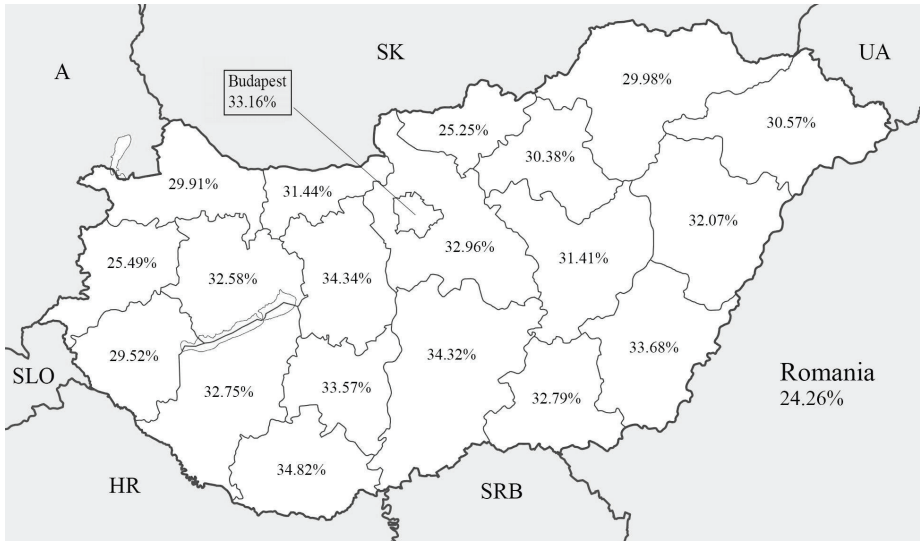 SK
UA
A
Budapest
33.16%
29.98%
25.25%
30.57%
30.38%
29.91%
31.44%
32.07%
32.96%
31.41%
25.49%
32.58%
34.34%
29.52%
34.32%
33.68%
SLO
32.75%
33.57%
32.79%
Romania
24.26%
34.82%
HR
SRB